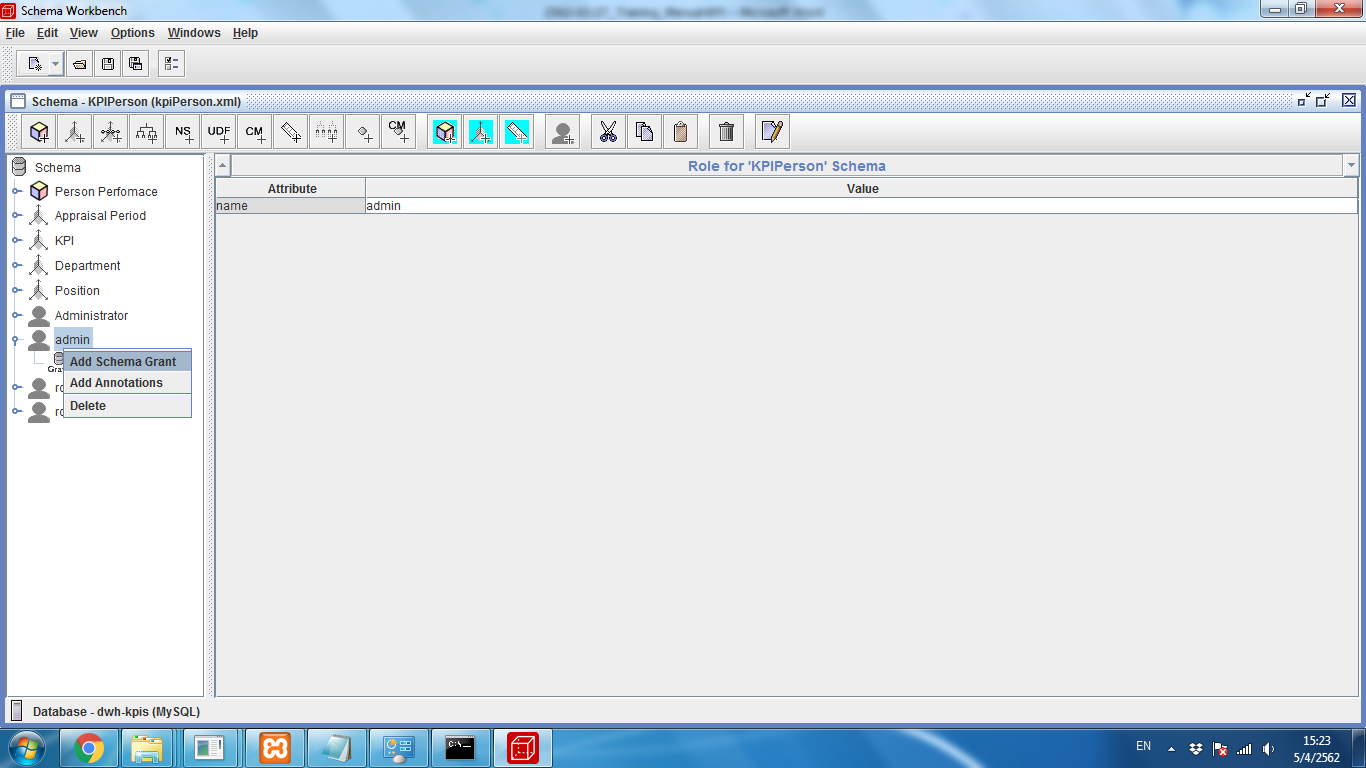 Schema Workbench
File Edit View Options Windows Help
Schema - KPIPerson (kpiPerson.xml)
NS UDF CM CM
Schema
Person Perfomace
Appraisal Period
KPI
Department
Position
Administrator
admin
Add Schema Grant
Add Annotations
Delete
Role for 'KPIPerson' Schema
Attribute Value
name admin
Database - dwh-kpis (MySQL)
EN
15:23
5/4/2562